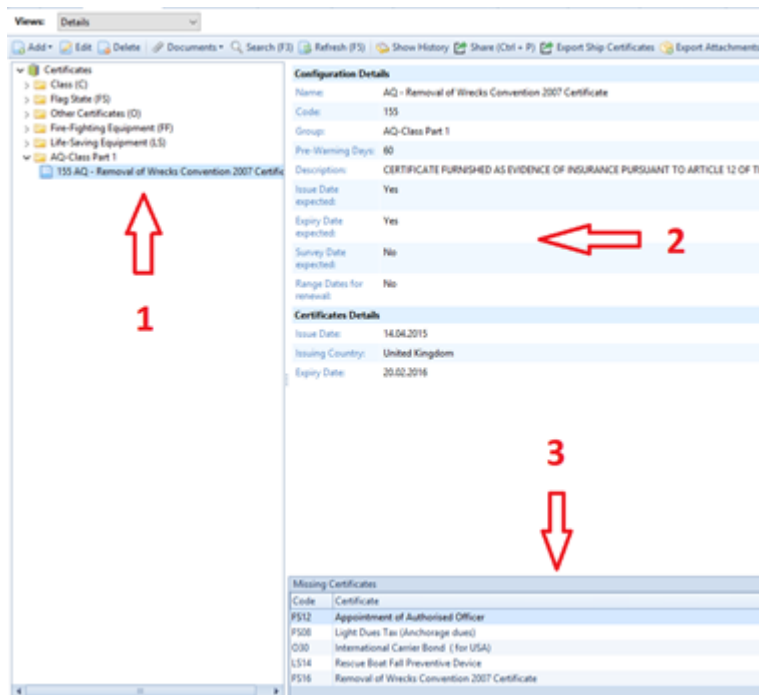 Views: Details
Add Edit Delete Documents Search (F3) Refresh (F5) Show History Share (Ctrl + P) Export Ship Certificates Export Attachments
Certificates
Class (C)
Flag State (FS)
Other Certificates (O)
Fire-Fighting Equipment (FF)
Life-Saving Equipment (LS)
AQ-Class Part 1
155 AQ - Removal of Wrecks Convention 2007 Certific
1
Configuration Details
Name: AQ - Removal of Wrecks Convention 2007 Certificate
Code: 155
Group: AQ-Class Part 1
Pre-Warning Days: 60
Description: CERTIFICATE FURNISHED AS EVIDENCE OF INSURANCE PURSUANT TO ARTICLE 12 OF T
Issue Date expected: Yes
Expiry Date expected: Yes
2
Survey Date expected: No
Range Dates for renewal: No
Certificates Details
Issue Date: 14.04.2015
Issuing Country: United Kingdom
Expiry Date: 20.02.2016
3
Missing Certificates
Code Certificate
FS12 Appointment of Authorised Officer
FS08 Light Dues Tax (Anchorage dues)
O30 International Carrier Bond ( for USA)
LS14 Rescue Boat Fall Preventive Device
FS16 Removal of Wrecks Convention 2007 Certificate